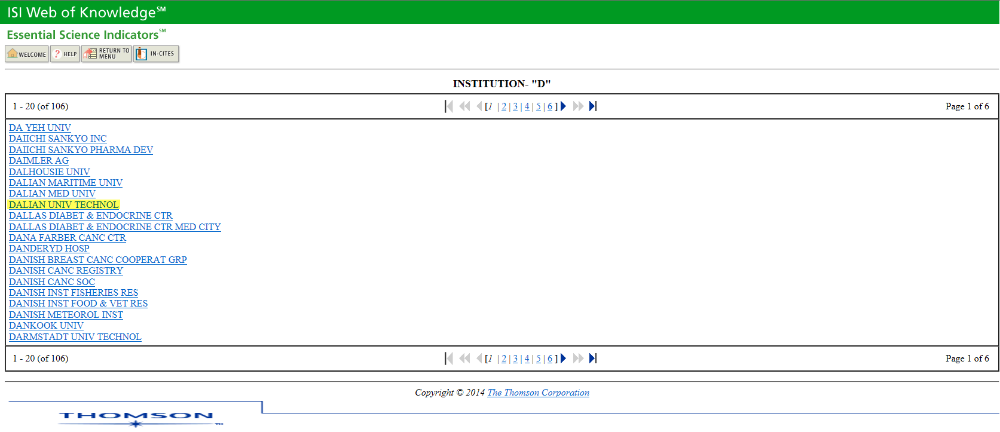 ISI Web of Knowledge℠
Essential Science Indicators℠
WELCOME
HELP
RETURN TO MENU
IN-CITES
INSTITUTION- "D"
1 - 20 (of 106) [1 | 2 | 3 | 4 | 5 | 6 ] Page 1 of 6
DA YEH UNIV
DAIICHI SANKYO INC
DAIICHI SANKYO PHARMA DEV
DAIMLER AG
DALHOUSIE UNIV
DALIAN MARITIME UNIV
DALIAN MED UNIV
DALIAN UNIV TECHNOL
DALLAS DIABET & ENDOCRINE CTR
DALLAS DIABET & ENDOCRINE CTR MED CITY
DANA FARBER CANC CTR
DANDERYD HOSP
DANISH BREAST CANC COOPERAT GRP
DANISH CANC REGISTRY
DANISH CANC SOC
DANISH INST FISHERIES RES
DANISH INST FOOD & VET RES
DANISH METEOROL INST
DANKOOK UNIV
DARMSTADT UNIV TECHNOL
1 - 20 (of 106) [1 | 2 | 3 | 4 | 5 | 6 ] Page 1 of 6
Copyright © 2014 The Thomson Corporation
THOMSON™